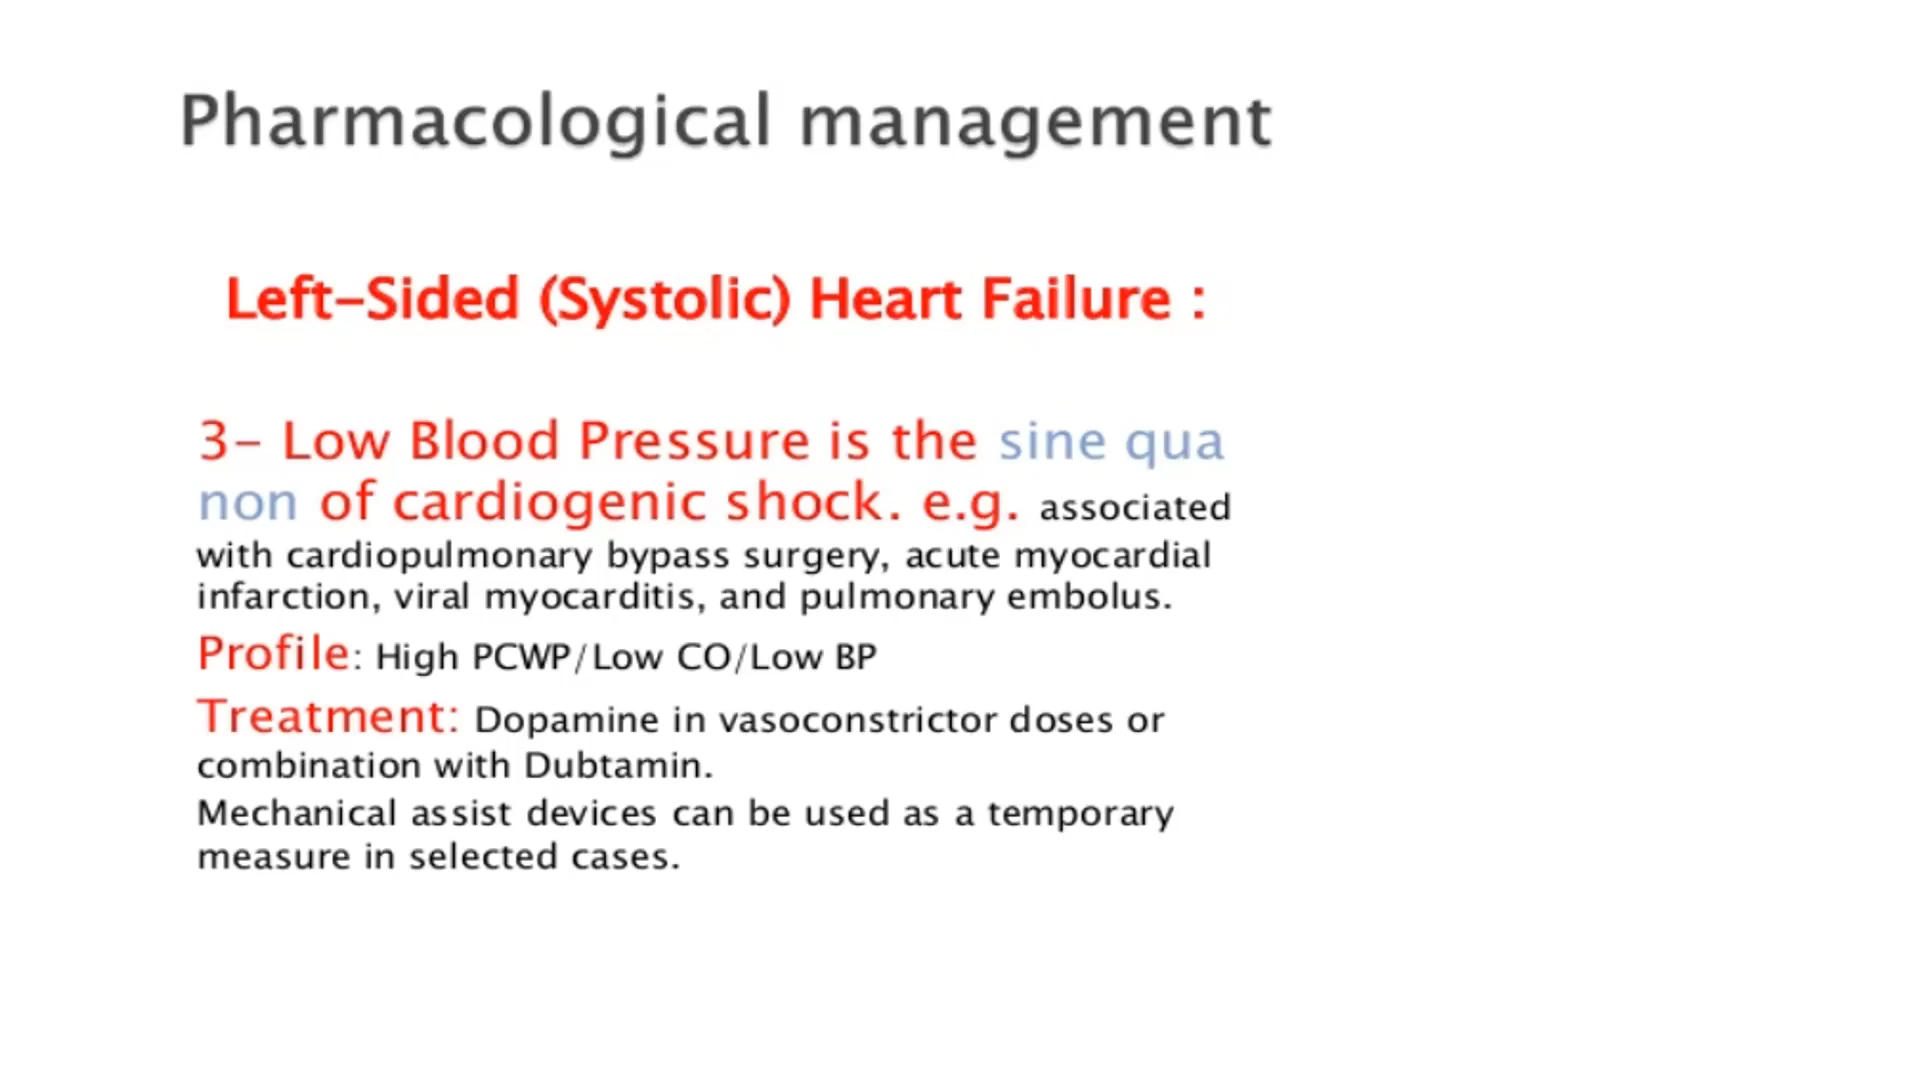 Pharmacological management
Left-Sided (Systolic) Heart Failure :
3- Low Blood Pressure is the sine qua
non of cardiogenic shock. e.g. associated
with cardiopulmonary bypass surgery, acute myocardial
infarction, viral myocarditis, and pulmonary embolus.
Profile: High PCWP/Low CO/Low BP
Treatment: Dopamine in vasoconstrictor doses or
combination with Dubtamin.
Mechanical assist devices can be used as a temporary
measure in selected cases.